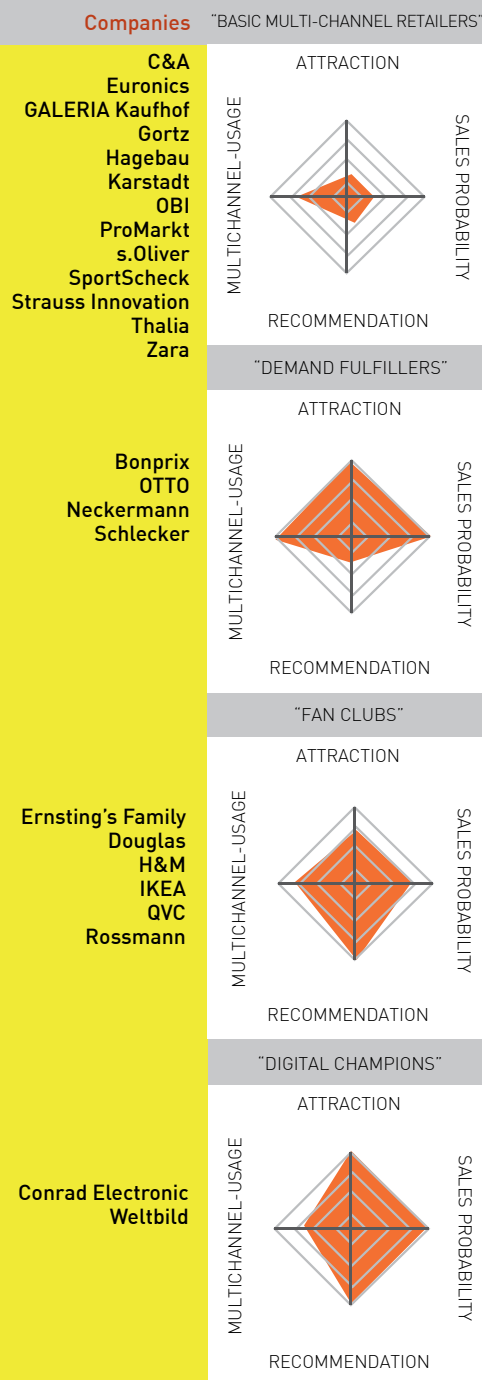 Companies
“BASIC MULTI-CHANNEL RETAILERS”
C&A
Euronics
GALERIA Kaufhof
Gortz
Hagebau
Karstadt
OBI
ProMarkt
s.Oliver
SportScheck
Strauss Innovation
Thalia
Zara
ATTRACTION
MULTICHANNEL-USAGE
SALES PROBABILITY
RECOMMENDATION
“DEMAND FULFILLERS”
Bonprix
OTTO
Neckermann
Schlecker
ATTRACTION
MULTICHANNEL-USAGE
SALES PROBABILITY
RECOMMENDATION
“FAN CLUBS”
Ernsting’s Family
Douglas
H&M
IKEA
QVC
Rossmann
ATTRACTION
MULTICHANNEL-USAGE
SALES PROBABILITY
RECOMMENDATION
“DIGITAL CHAMPIONS”
Conrad Electronic
Weltbild
ATTRACTION
MULTICHANNEL-USAGE
SALES PROBABILITY
RECOMMENDATION